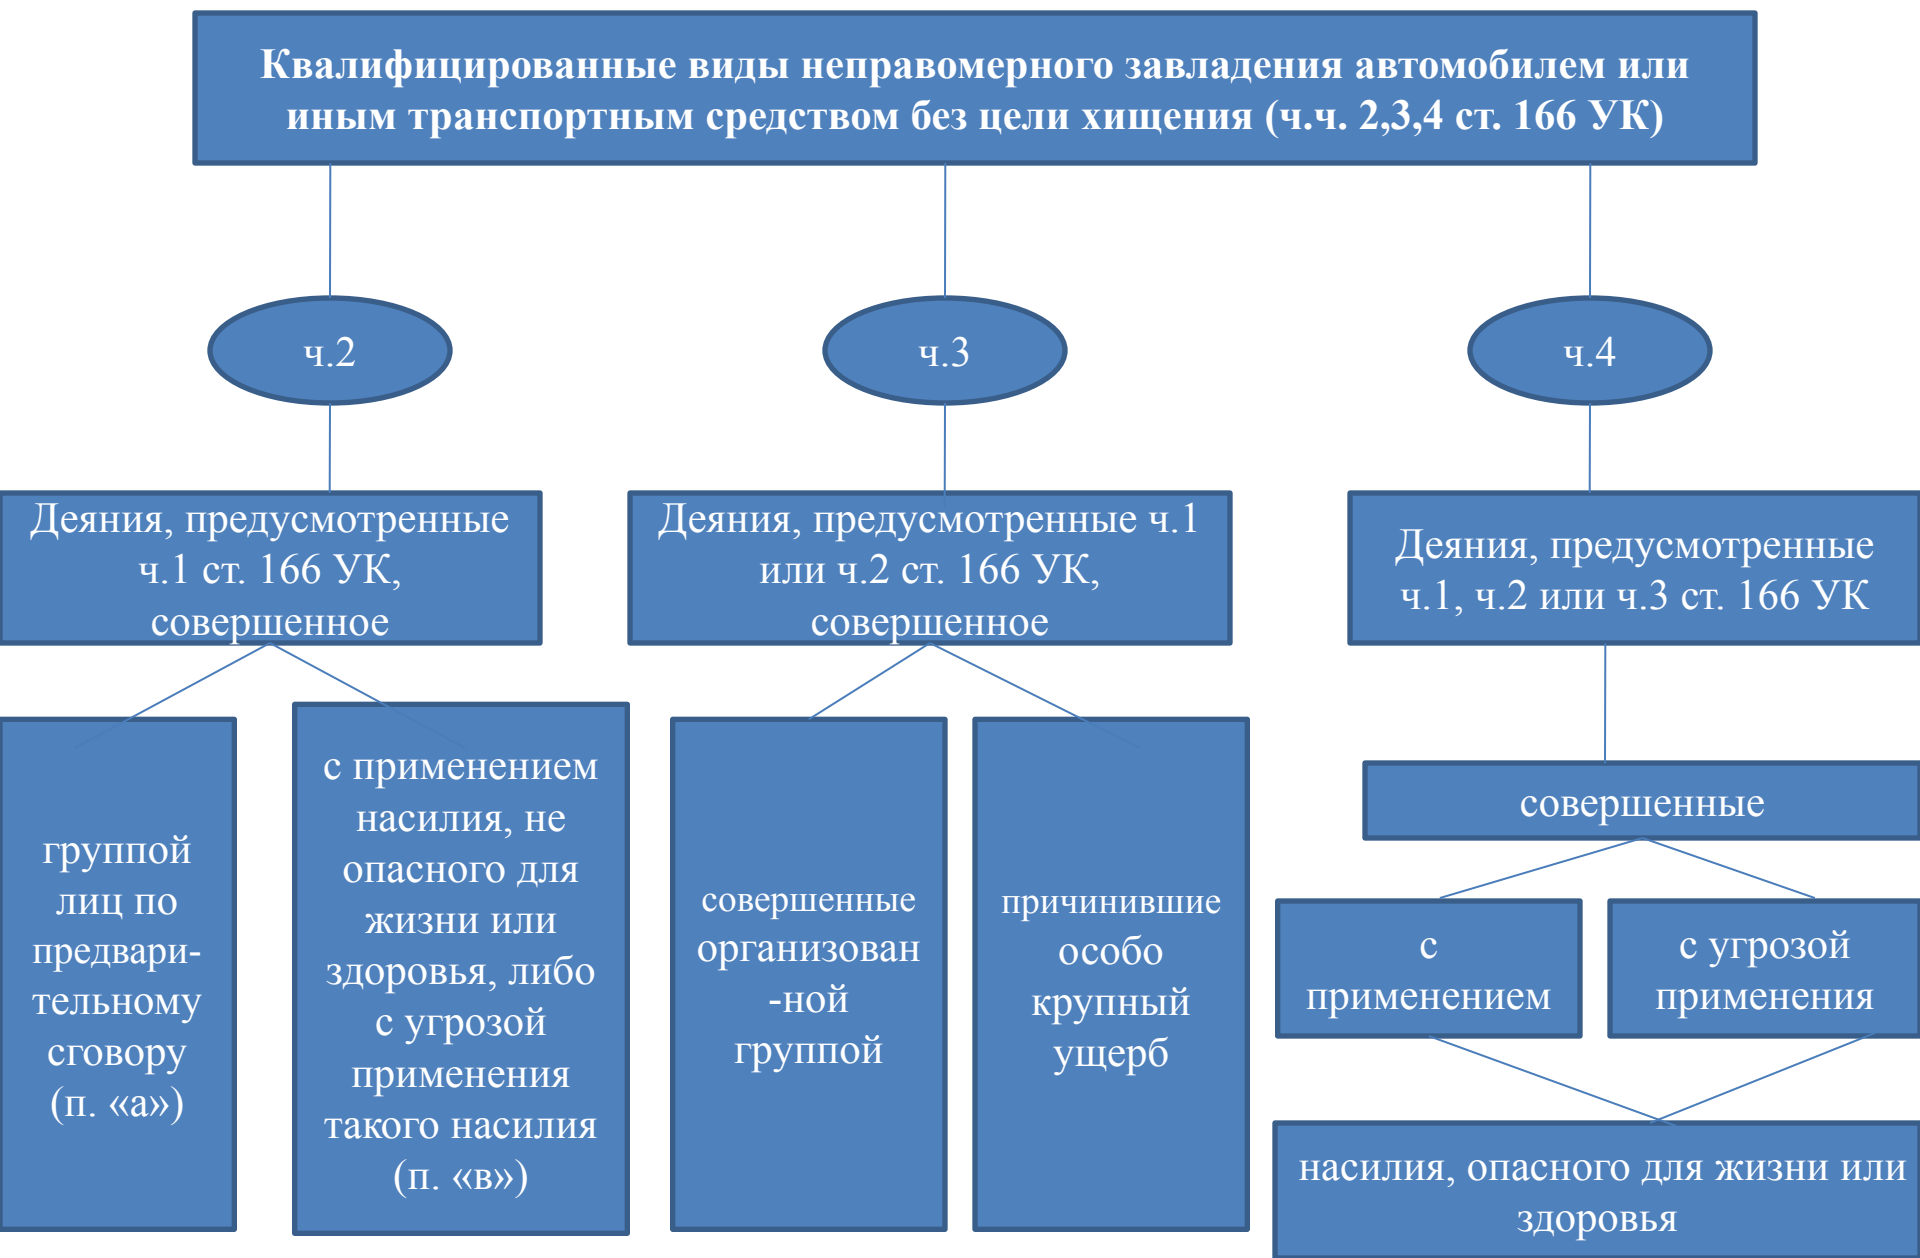 Квалифицированные виды неправомерного завладения автомобилем или
иным транспортным средством без цели хищения (ч.ч. 2,3,4 ст. 166 УК)
ч.2
ч.3
ч.4
Деяния, предусмотренные
ч.1 ст. 166 УК,
совершенное
Деяния, предусмотренные ч.1
или ч.2 ст. 166 УК,
совершенное
Деяния, предусмотренные
ч.1, ч.2 или ч.3 ст. 166 УК
группой
лиц по
предвари-
тельному
сговору
(п. «а»)
с применением
насилия, не
опасного для
жизни или
здоровья, либо
с угрозой
применения
такого насилия
(п. «в»)
совершенные
организован
-ной
группой
причинившие
особо
крупный
ущерб
совершенные
с
применением
с угрозой
применения
насилия, опасного для жизни или
здоровья